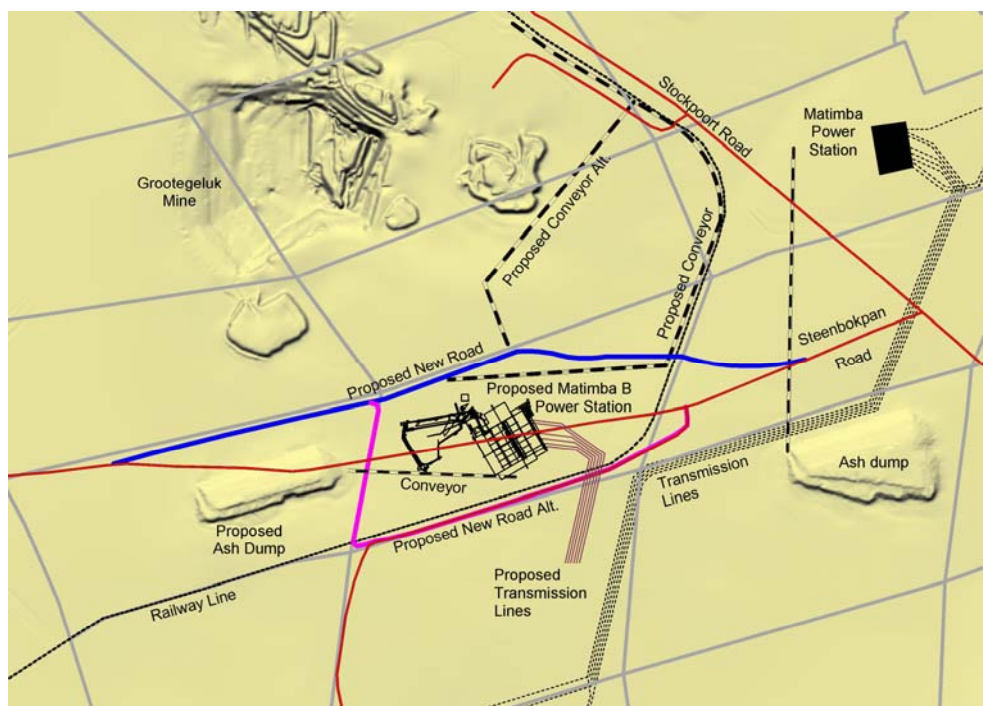 Stockpoort Road
Matimba
Power
Station
Grootegeluk
Mine
Proposed Conveyor Alt.
Proposed Conveyor
Steenbokpan
Road
Proposed New Road
Proposed Matimba B
Power Station
Ash dump
Transmission
Lines
Conveyor
Proposed
Ash Dump
Proposed New Road Alt.
Proposed
Transmission
Lines
Railway Line